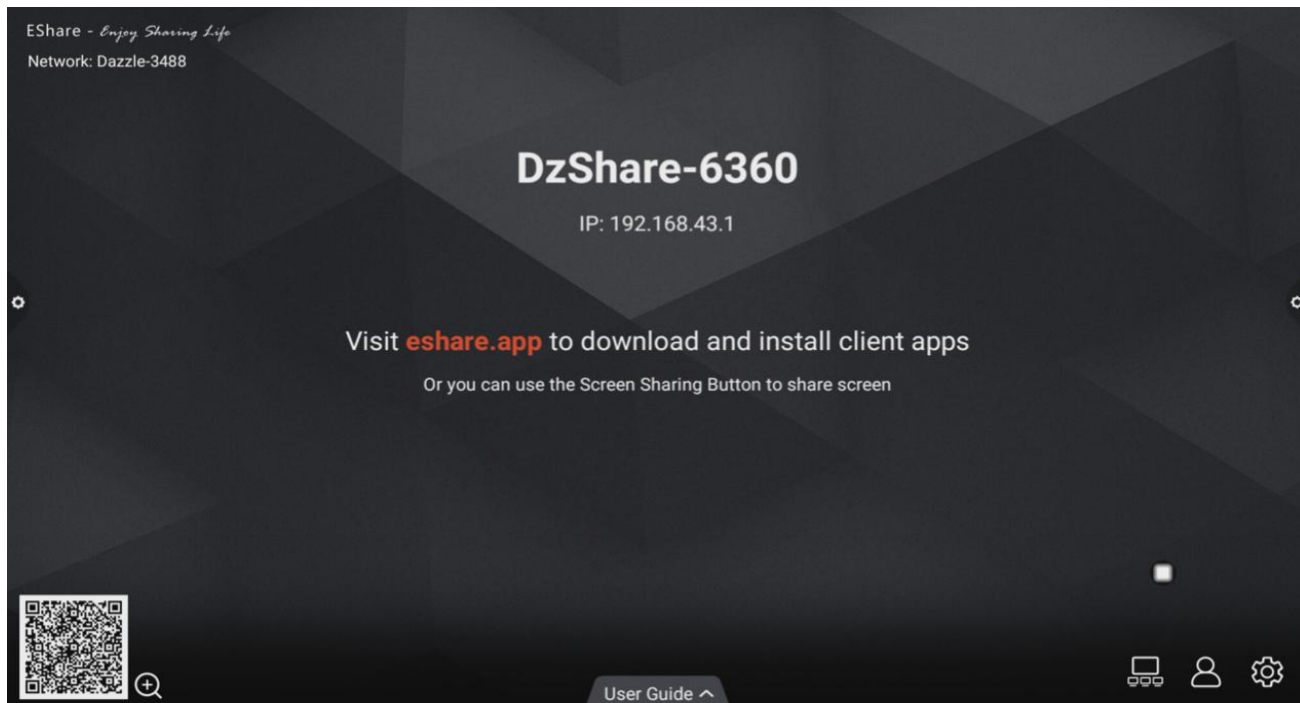 EShare - Enjoy Sharing Life
Network: Dazzle-3488
DzShare-6360
IP: 192.168.43.1
Visit eshare.app to download and install client apps
Or you can use the Screen Sharing Button to share screen
User Guide